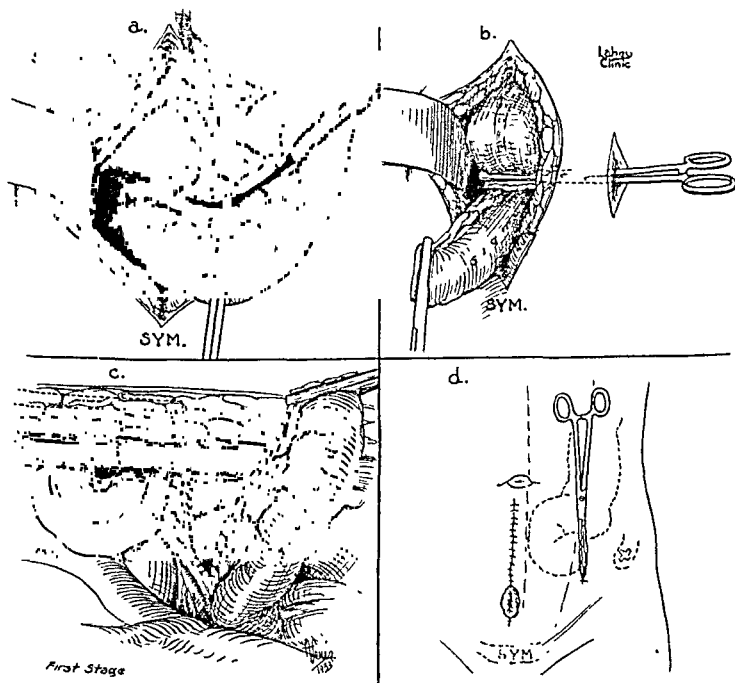 a.
SYM.
b.
Lahey
Clinic
SYM.
c.
First Stage
d.
SYM.